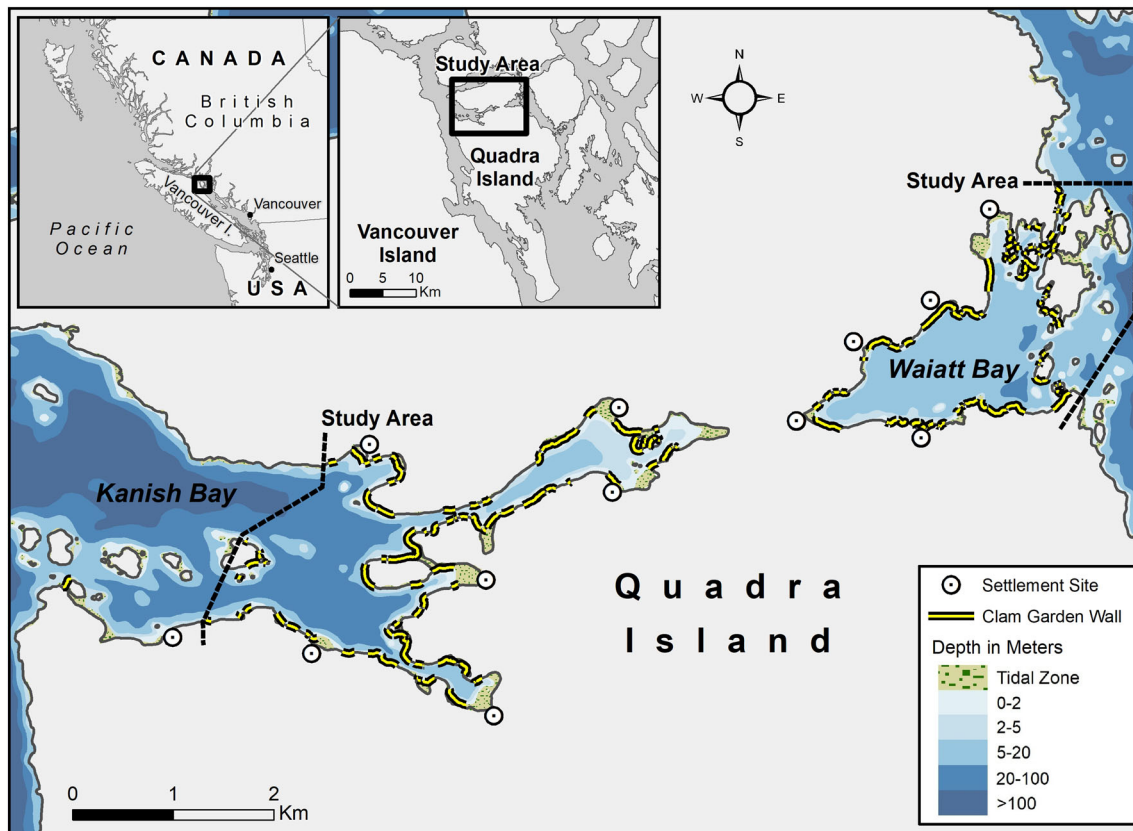 C A N A D A
British
Columbia
Vancouver I.
Vancouver
Pacific
Ocean
Seattle
U S A
Study Area
Quadra
Island
Vancouver
Island
0 5 10
Km
N
W E
S
Study Area
Waiatt Bay
Study Area
Kanish Bay
Quadra
Island
0 1 2
Km
Settlement Site
Clam Garden Wall
Depth in Meters
Tidal Zone
0-2
2-5
5-20
20-100
>100